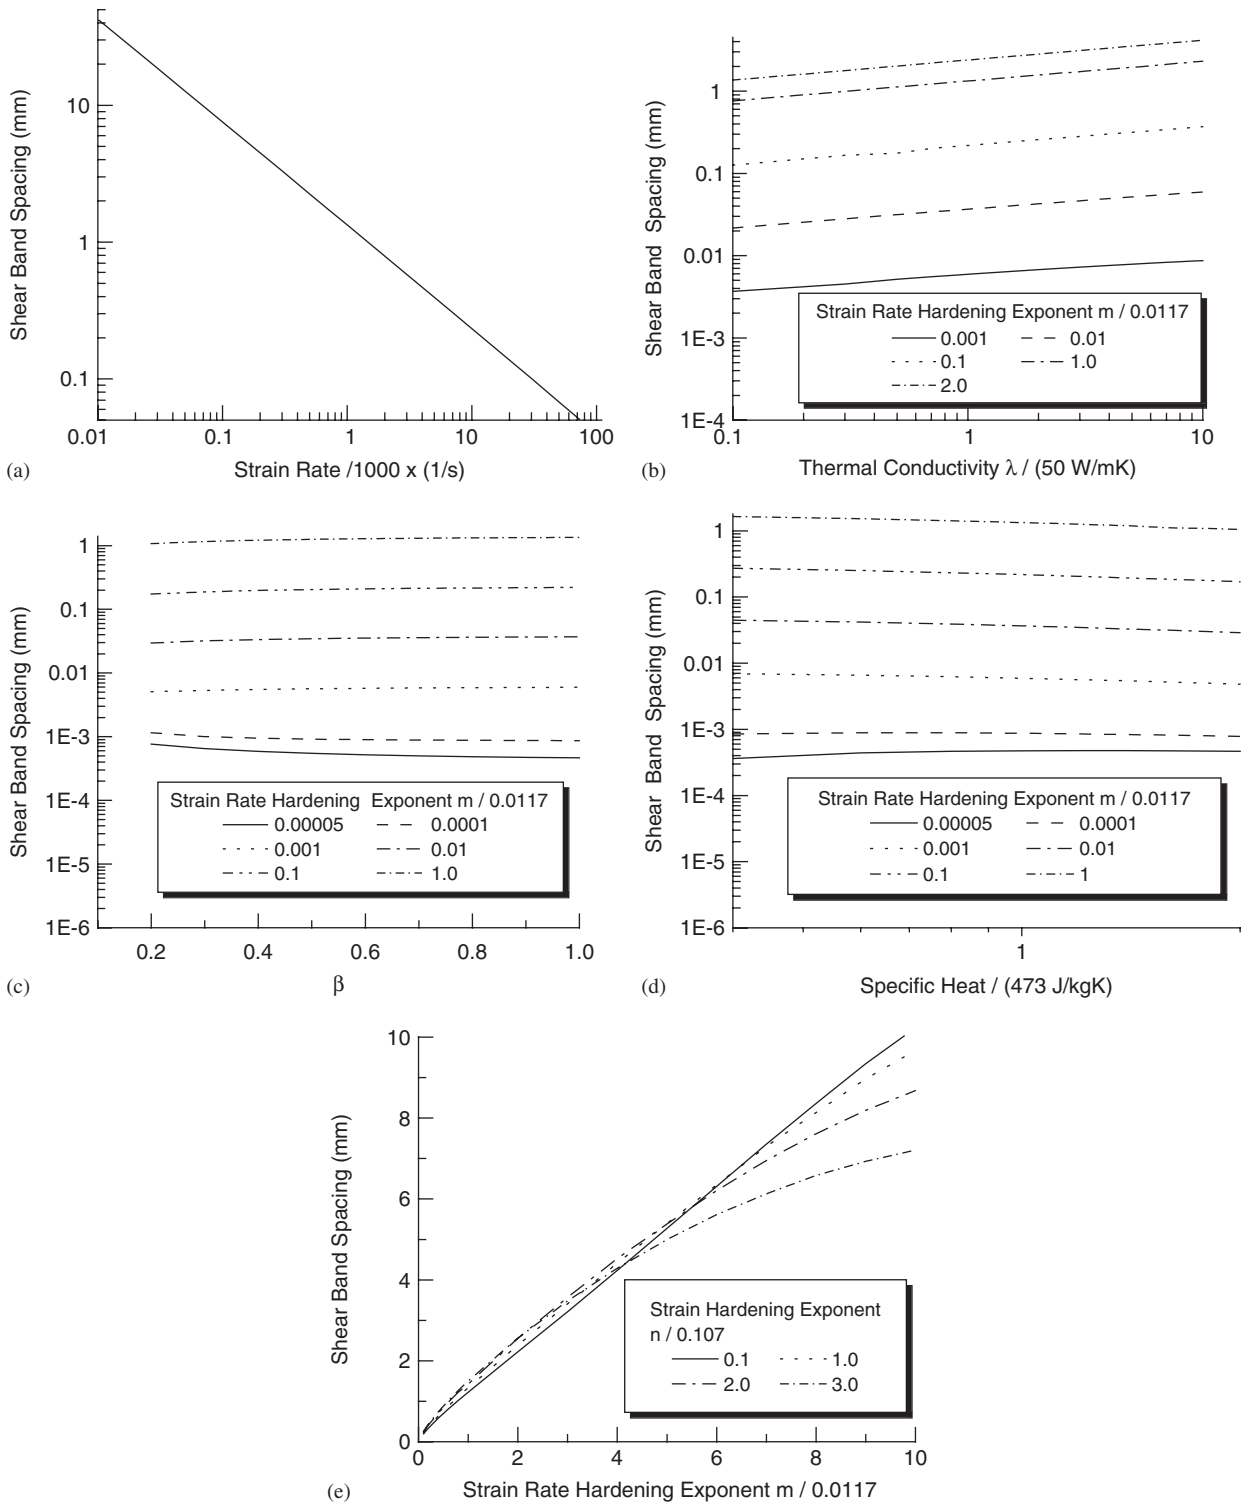 Shear Band Spacing (mm)
10
1
0.1
0.01
0.1
1
10
100
Strain Rate /1000 x (1/s)
(a)
Shear Band Spacing (mm)
1
0.1
0.01
1E-3
1E-4
0.1
1
10
Strain Rate Hardening Exponent m / 0.0117
0.001
0.01
0.1
1.0
2.0
Thermal Conductivity λ / (50 W/mK)
(b)
Shear Band Spacing (mm)
1
0.1
0.01
1E-3
1E-4
1E-5
1E-6
Strain Rate Hardening Exponent m / 0.0117
0.00005
0.0001
0.001
0.01
0.1
1.0
0.2
0.4
0.6
0.8
1.0
β
(c)
Shear Band Spacing (mm)
1
0.1
0.01
1E-3
1E-4
1E-5
1E-6
Strain Rate Hardening Exponent m / 0.0117
0.00005
0.0001
0.001
0.01
0.1
1
1
Specific Heat / (473 J/kgK)
(d)
Shear Band Spacing (mm)
10
8
6
4
2
0
Strain Hardening Exponent
n / 0.107
0.1
1.0
2.0
3.0
0
2
4
6
8
10
Strain Rate Hardening Exponent m / 0.0117
(e)